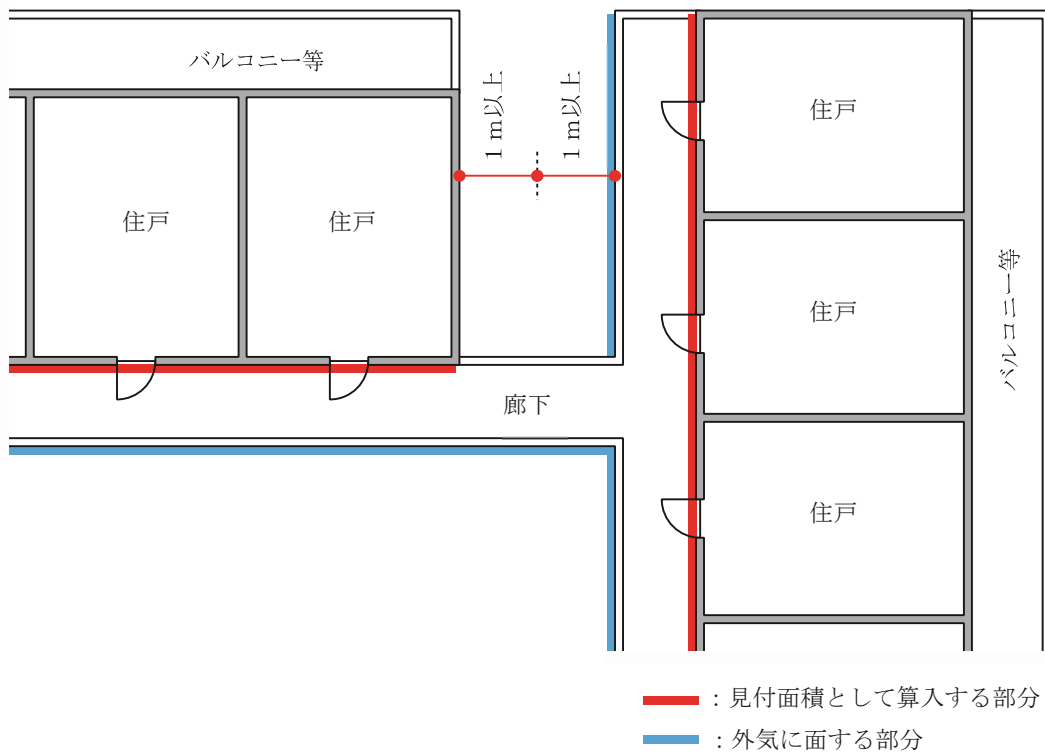 バルコニー等
1m以上
1m以上
住戸
住戸
住戸
住戸
バルコニー等
廊下
住戸
:見付面積として算入する部分
:外気に面する部分